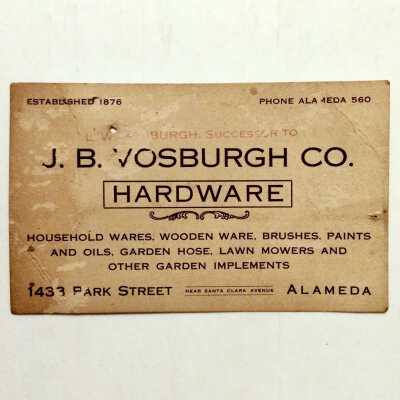 ESTABLISHED 1876
PHONE ALAMEDA 560
VOSBURGH, SUCCESSOR TO
J. B. VOSBURGH CO.
HARDWARE
HOUSEHOLD WARES, WOODEN WARE, BRUSHES, PAINTS
AND OILS, GARDEN HOSE, LAWN MOWERS AND
OTHER GARDEN IMPLEMENTS
1433 PARK STREET NEAR SANTA CLARA AVENUE ALAMEDA